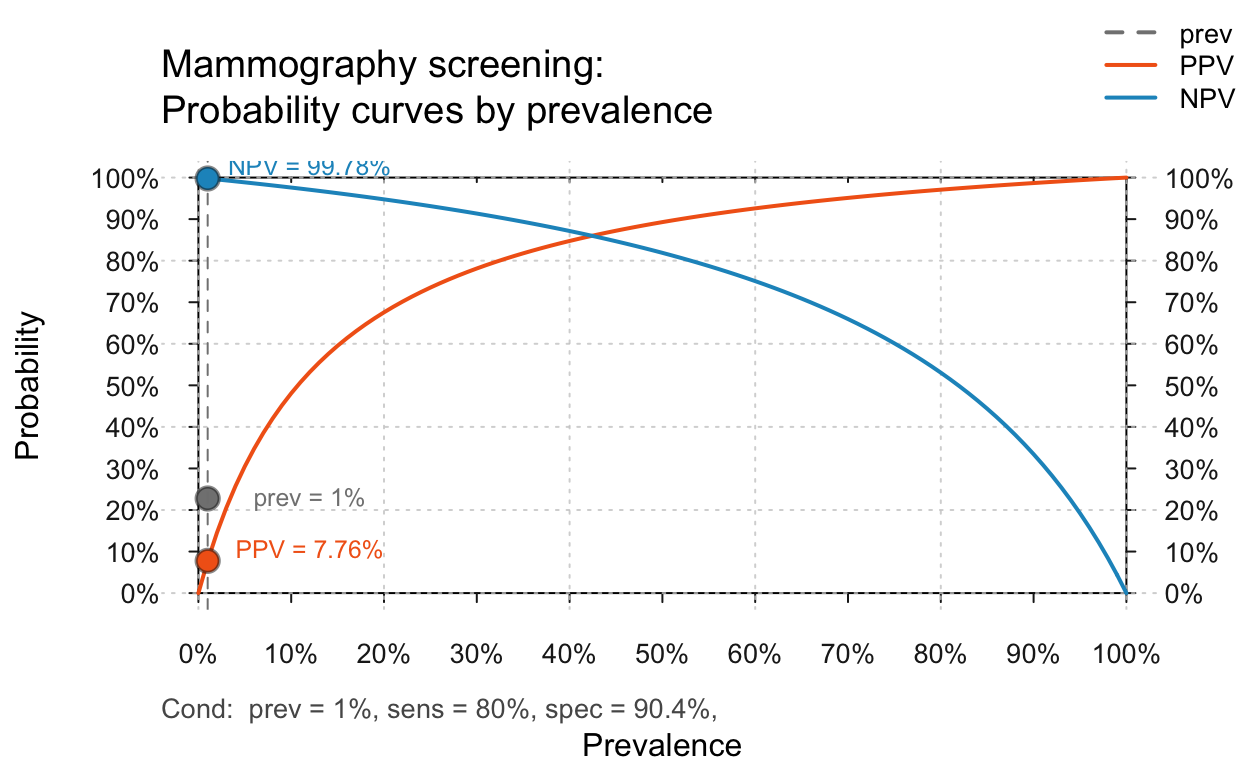 prev
PPV
NPV
Mammography screening:
Probability curves by prevalence
NPV = 99.78%
100%
90%
80%
70%
60%
50%
40%
30%
20%
10%
0%
100%
90%
80%
70%
60%
50%
40%
30%
20%
10%
0%
Probability
prev = 1%
PPV = 7.76%
0% 10% 20% 30% 40% 50% 60% 70% 80% 90% 100%
Cond: prev = 1%, sens = 80%, spec = 90.4%,
Prevalence